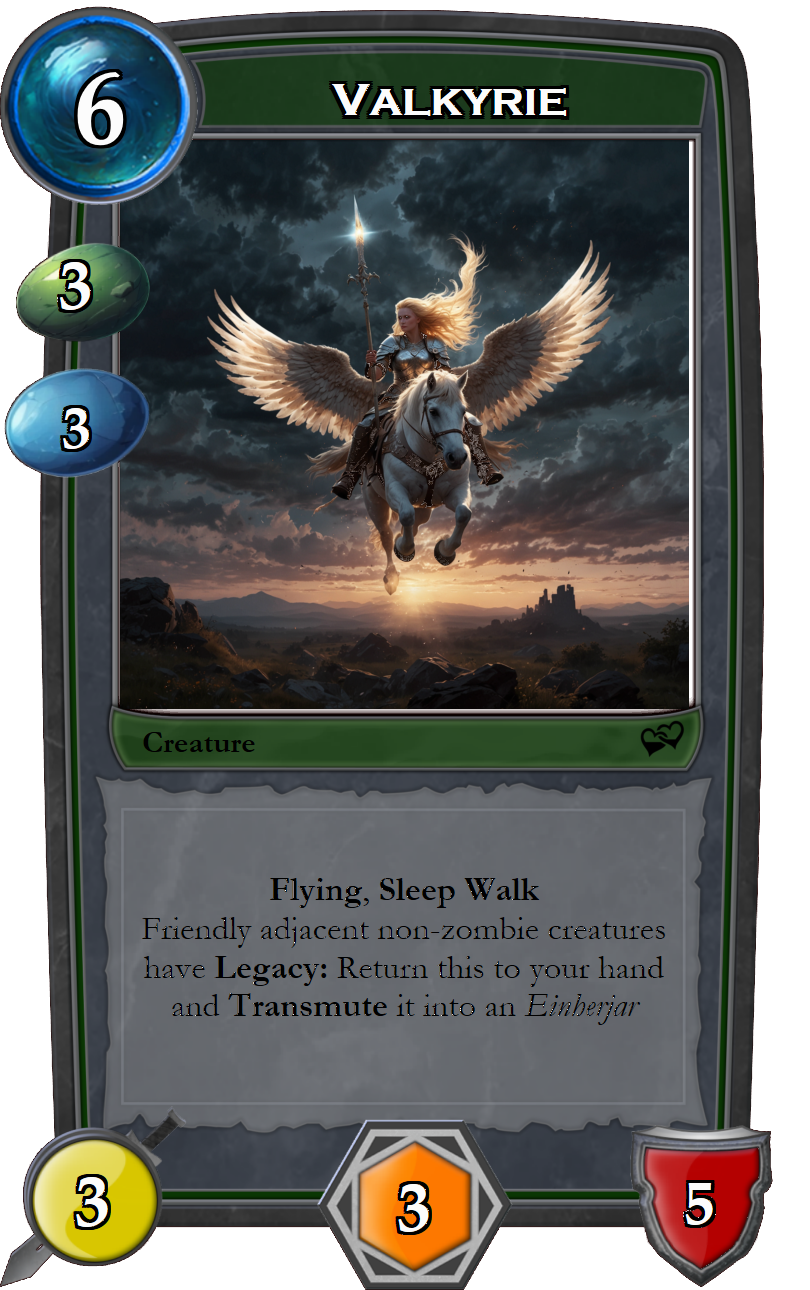 6
VALKYRIE
3
3
Creature
Flying, Sleep Walk
Friendly adjacent non-zombie creatures
have Legacy: Return this to your hand
and Transmute it into an Einherjar
3
3
5